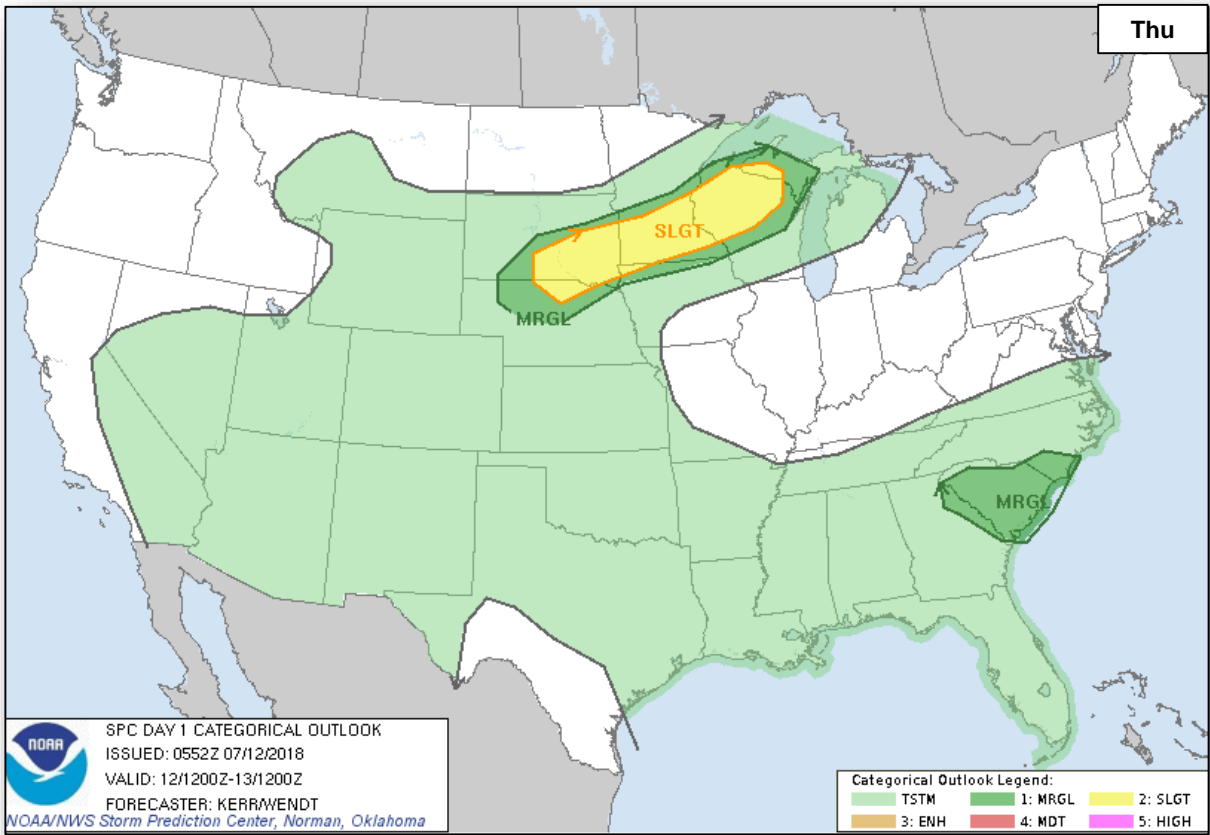 Thu
SLGT
MRGL
MRGL
NOAA
SPC DAY 1 CATEGORICAL OUTLOOK
ISSUED: 0552Z 07/12/2018
VALID: 12/1200Z-13/1200Z
FORECASTER: KERR/WENDT
NOAA/NWS Storm Prediction Center, Norman, Oklahoma
Categorical Outlook Legend:
TSTM 1: MRGL 2: SLGT
3: ENH 4: MDT 5: HIGH